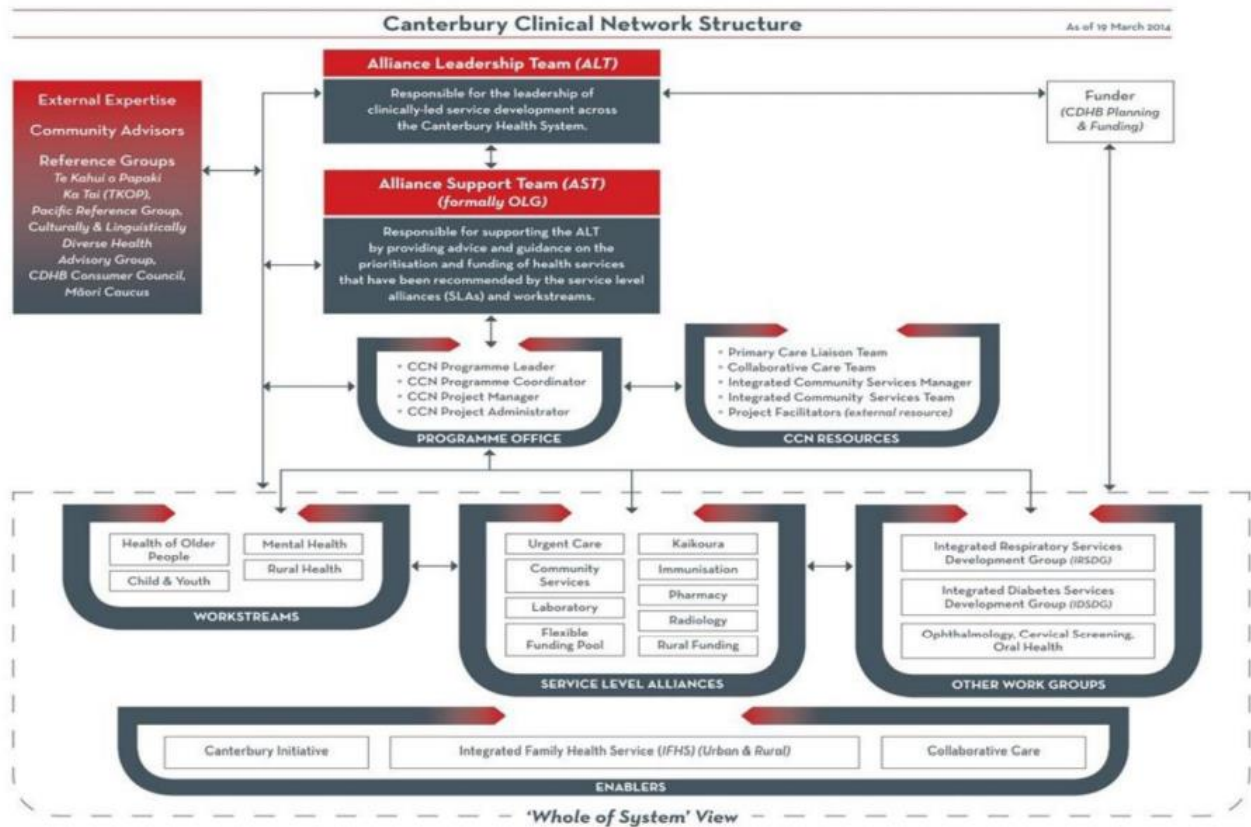 Canterbury Clinical Network Structure
As of 19 March 2014
Alliance Leadership Team (ALT)
Responsible for the leadership of
clinically-led service development across
the Canterbury Health System.
External Expertise
Community Advisors
Reference Groups
Te Kahui o Papaki
Ka Tai (TKOP),
Pacific Reference Group,
Culturally & Linguistically
Diverse Health
Advisory Group,
CDHB Consumer Council,
Māori Caucus
Funder
(CDHB Planning
& Funding)
Alliance Support Team (AST)
(formally OLG)
Responsible for supporting the ALT
by providing advice and guidance on the
prioritisation and funding of health services
that have been recommended by the service level
alliances (SLAs) and workstreams.
• CCN Programme Leader
• CCN Programme Coordinator
• CCN Project Manager
• CCN Project Administrator
PROGRAMME OFFICE
• Primary Care Liaison Team
• Collaborative Care Team
• Integrated Community Services Manager
• Integrated Community Services Team
• Project Facilitators (external resource)
CCN RESOURCES
Health of Older
People
Mental Health
Child & Youth
Rural Health
WORKSTREAMS
Urgent Care
Kaikoura
Community
Services
Immunisation
Laboratory
Pharmacy
Flexible
Funding Pool
Radiology
Rural Funding
SERVICE LEVEL ALLIANCES
Integrated Respiratory Services
Development Group (IRSDG)
Integrated Diabetes Services
Development Group (IDSDG)
Ophthalmology, Cervical Screening,
Oral Health
OTHER WORK GROUPS
Canterbury Initiative
Integrated Family Health Service (IFHS) (Urban & Rural)
Collaborative Care
ENABLERS
'Whole of System' View